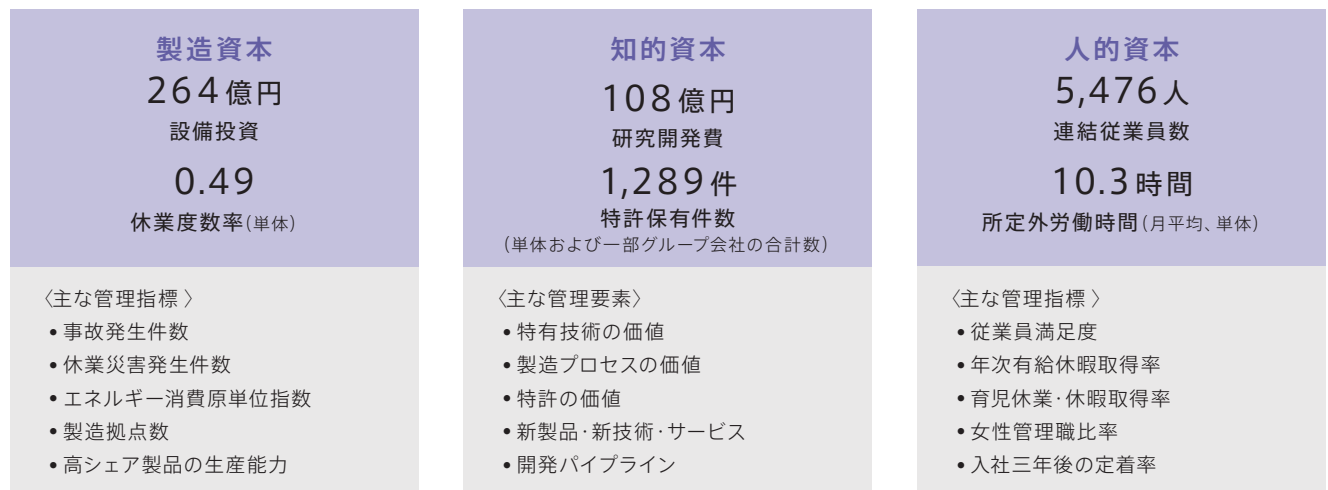 製造資本
264億円
設備投資
0.49
休業度数率(単体)
〈主な管理指標〉
•事故発生件数
•休業災害発生件数
•エネルギー消費原単位指数
•製造拠点数
•高シェア製品の生産能力
知的資本
108億円
研究開発費
1,289件
特許保有件数
(単体および一部グループ会社の合計数)
〈主な管理要素〉
•特有技術の価値
•製造プロセスの価値
•特許の価値
•新製品・新技術・サービス
•開発パイプライン
人的資本
5,476人
連結従業員数
10.3時間
所定外労働時間(月平均、単体)
〈主な管理指標〉
•従業員満足度
•年次有給休暇取得率
•育児休業・休暇取得率
•女性管理職比率
•入社三年後の定着率